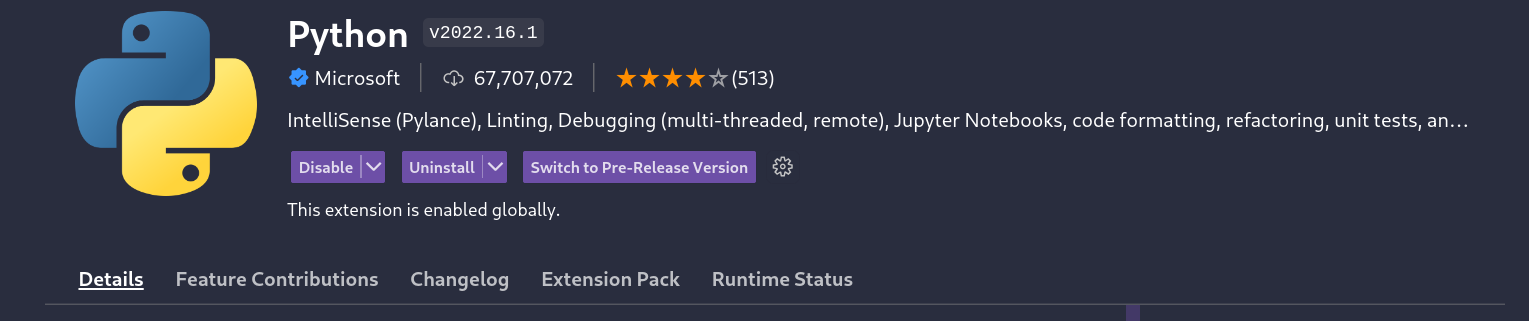 Python v2022.16.1
Microsoft 67,707,072 (513)
IntelliSense (Pylance), Linting, Debugging (multi-threaded, remote), Jupyter Notebooks, code formatting, refactoring, unit tests, an...
Disable Uninstall Switch to Pre-Release Version
This extension is enabled globally.
Details Feature Contributions Changelog Extension Pack Runtime Status